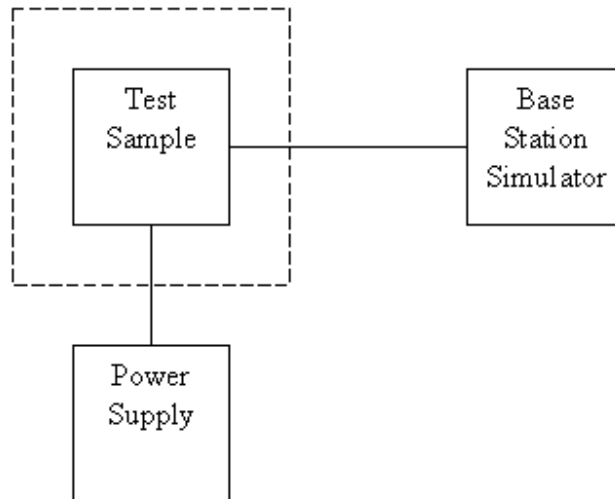 Test
Sample
Base
Station
Simulator
Power
Supply